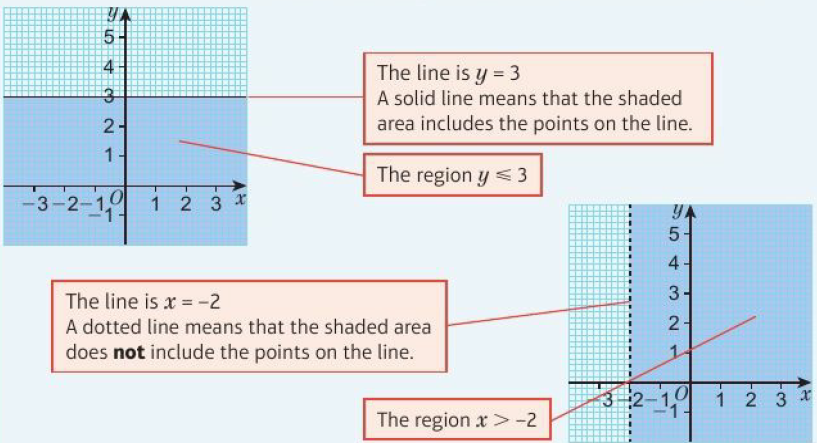 y
5
4
3
2
1
-3 -2 -1 O 1 2 3 x
-1
The line is y = 3
A solid line means that the shaded
area includes the points on the line.
The region y ⩽ 3
The line is x = –2
A dotted line means that the shaded area
does not include the points on the line.
The region x > –2
y
5
4
3
2
1
-3 -2 -1 O 1 2 3 x
-1